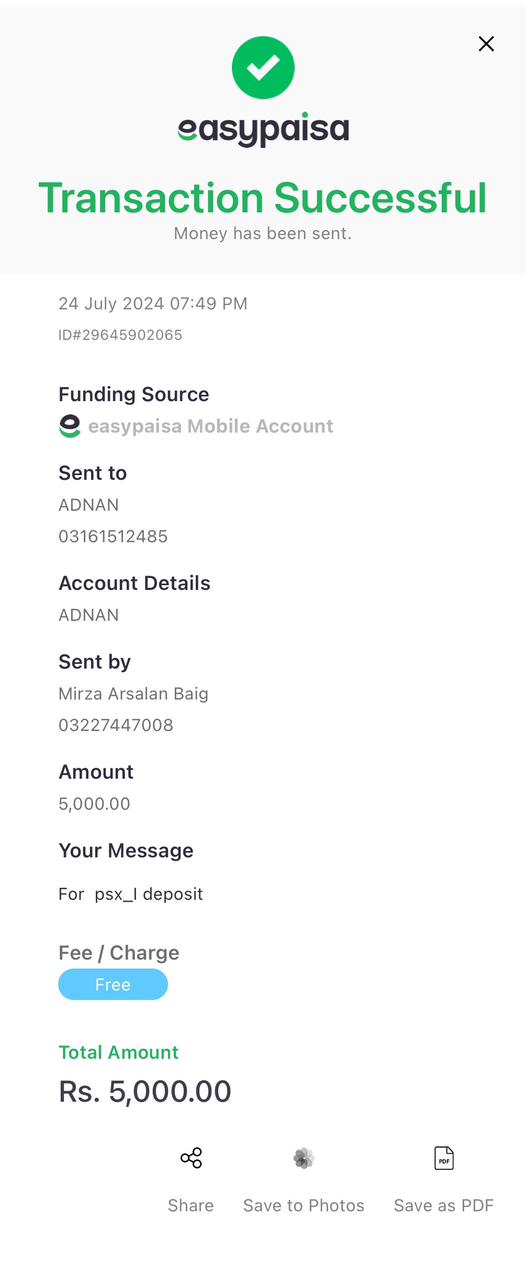 easypaisa
Transaction Successful
Money has been sent.
24 July 2024 07:49 PM
ID#29645902065
Funding Source
easypaisa Mobile Account
Sent to
ADNAN
03161512485
Account Details
ADNAN
Sent by
Mirza Arsalan Baig
03227447008
Amount
5,000.00
Your Message
For  psx_I deposit
Fee / Charge
Free
Total Amount
Rs. 5,000.00
PDF
Share
Save to Photos
Save as PDF